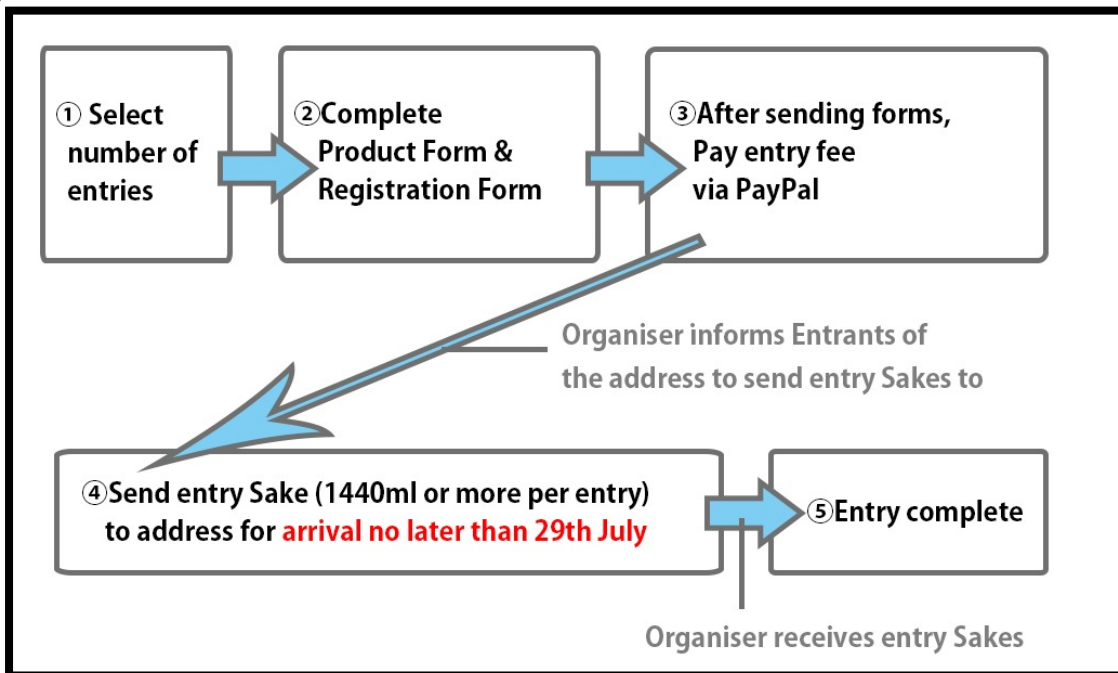 ① Select
number of
entries
②Complete
Product Form &
Registration Form
③After sending forms,
Pay entry fee
via PayPal
Organiser informs Entrants of
the address to send entry Sakes to
④Send entry Sake (1440ml or more per entry)
to address for arrival no later than 29th July
⑤Entry complete
Organiser receives entry Sakes